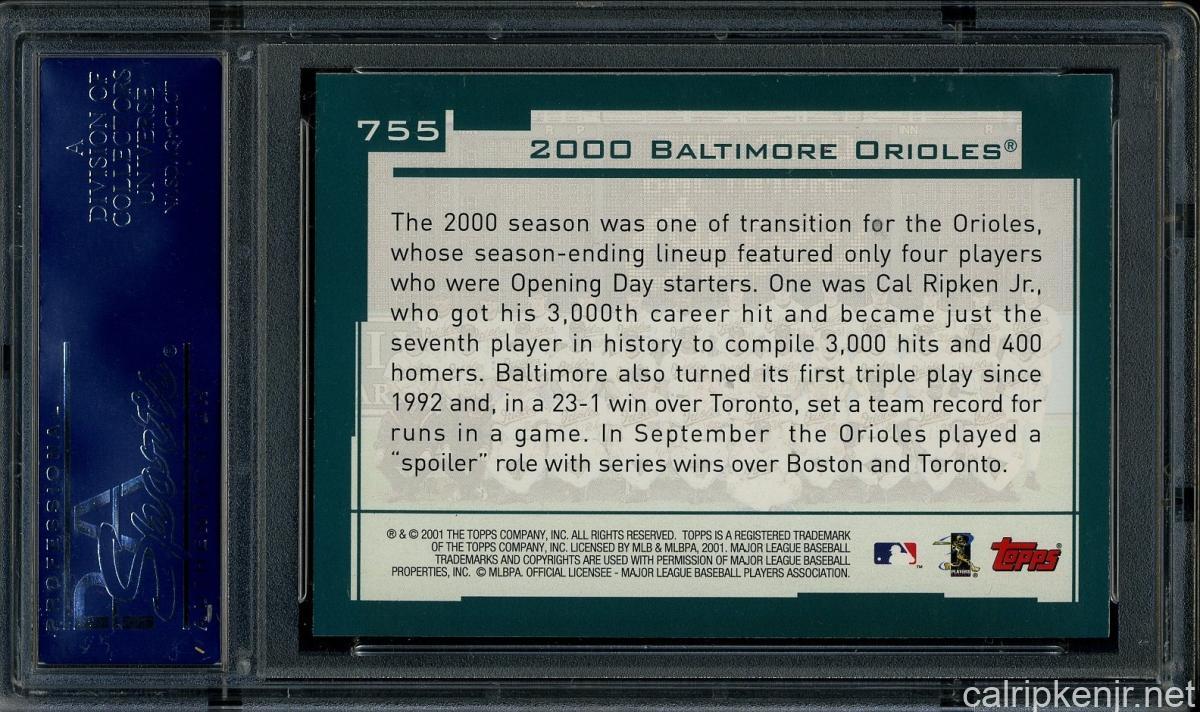 A
DIVISION OF
COLLECTORS
UNIVERSE
NASDAQ: CLCT
PROFESSIONAL
PSA
Sports
®
AUTHENTICATOR
755
2000 BALTIMORE ORIOLES®
The 2000 season was one of transition for the Orioles,
whose season-ending lineup featured only four players
who were Opening Day starters. One was Cal Ripken Jr.,
who got his 3,000th career hit and became just the
seventh player in history to compile 3,000 hits and 400
homers. Baltimore also turned its first triple play since
1992 and, in a 23-1 win over Toronto, set a team record for
runs in a game. In September the Orioles played a
“spoiler” role with series wins over Boston and Toronto.
® & © 2001 THE TOPPS COMPANY, INC. ALL RIGHTS RESERVED. TOPPS IS A REGISTERED TRADEMARK
OF THE TOPPS COMPANY, INC. LICENSED BY MLB & MLBPA, 2001. MAJOR LEAGUE BASEBALL
TRADEMARKS AND COPYRIGHTS ARE USED WITH PERMISSION OF MAJOR LEAGUE BASEBALL
PROPERTIES, INC. © MLBPA. OFFICIAL LICENSEE - MAJOR LEAGUE BASEBALL PLAYERS ASSOCIATION.
PLAYERS
Topps
calripkenjr.net